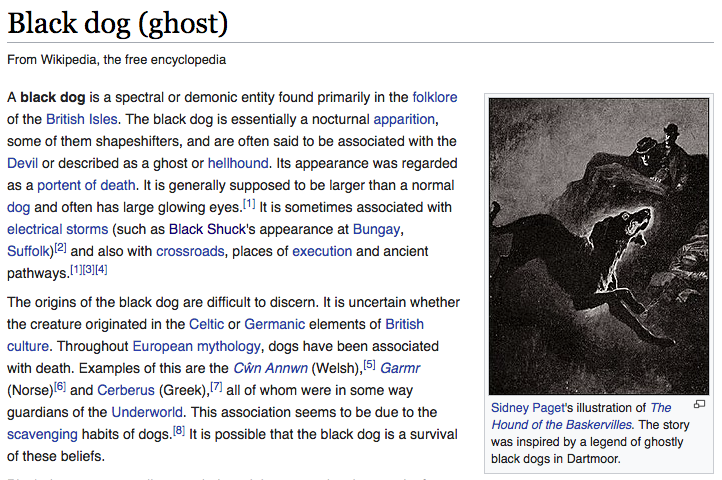 Black dog (ghost)
From Wikipedia, the free encyclopedia
A black dog is a spectral or demonic entity found primarily in the folklore
of the British Isles. The black dog is essentially a nocturnal apparition,
some of them shapeshifters, and are often said to be associated with the
Devil or described as a ghost or hellhound. Its appearance was regarded
as a portent of death. It is generally supposed to be larger than a normal
dog and often has large glowing eyes.[1] It is sometimes associated with
electrical storms (such as Black Shuck's appearance at Bungay,
Suffolk)[2] and also with crossroads, places of execution and ancient
pathways.[1][3][4]
The origins of the black dog are difficult to discern. It is uncertain whether
the creature originated in the Celtic or Germanic elements of British
culture. Throughout European mythology, dogs have been associated
with death. Examples of this are the Cŵn Annwn (Welsh),[5] Garmr
(Norse)[6] and Cerberus (Greek),[7] all of whom were in some way
guardians of the Underworld. This association seems to be due to the
scavenging habits of dogs.[8] It is possible that the black dog is a survival
of these beliefs.
Sidney Paget's illustration of The
Hound of the Baskervilles. The story
was inspired by a legend of ghostly
black dogs in Dartmoor.